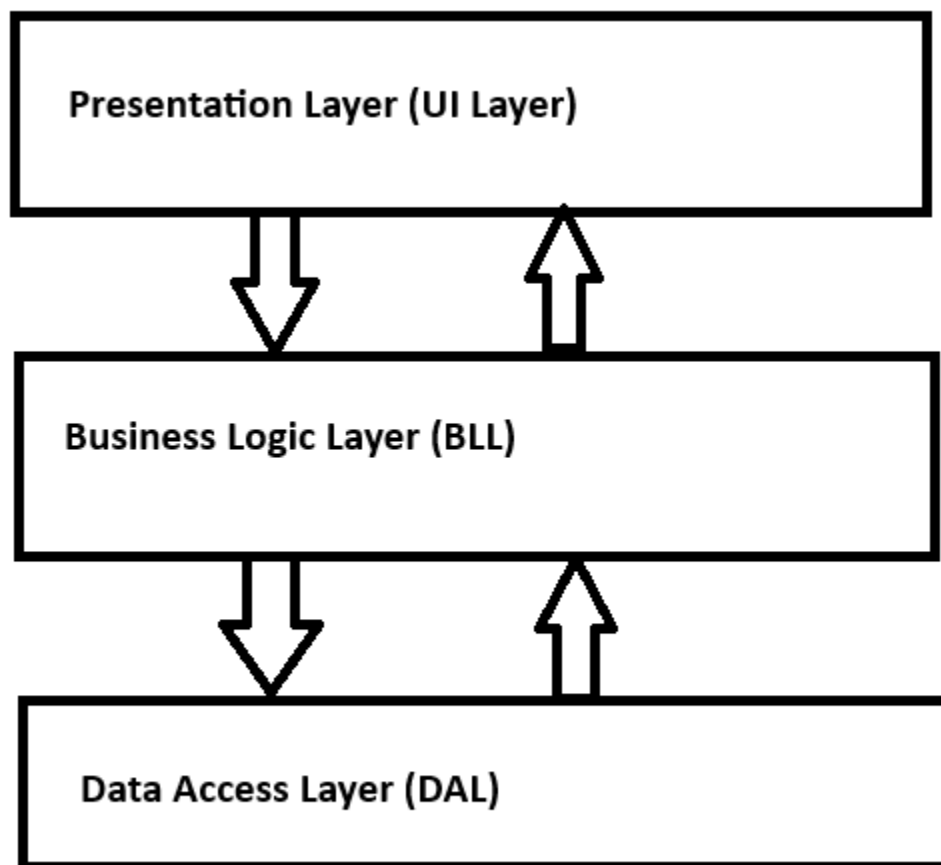 Presentation Layer (UI Layer)
Business Logic Layer (BLL)
Data Access Layer (DAL)